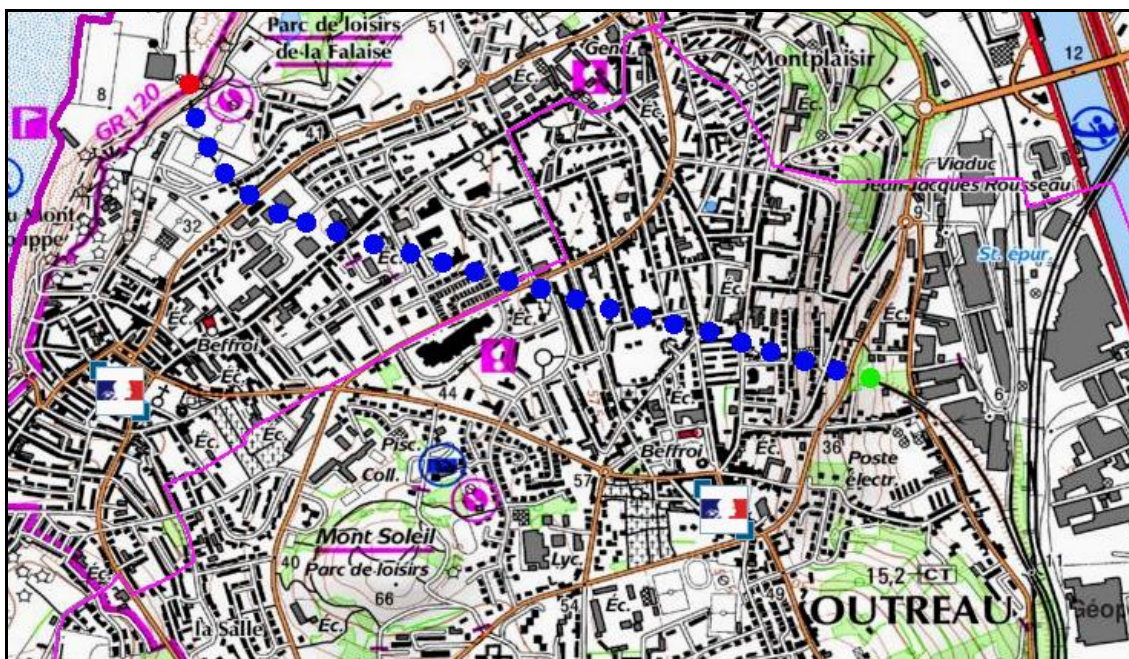 Parc de loisirs
de la Falaise
51
Gend.
Éc.
Montplaisir
12
8
GR 120
41
Éc.
Éc.
Viaduc
Jean-Jacques Rousseau
32
9
St. épur.
Éc.
Éc.
Éc.
Éc.
Éc.
Beffroi
44
Éc.
6
Éc.
Éc.
Pisc.
Coll.
Beffroi
Éc.
36
Poste
électr.
57
Mont Soleil
Parc de loisirs
40
66
Lyc.
15,2
CT
11
Éc.
la Salle
Éc.
54
Éc.
49
OUTREAU
Géop